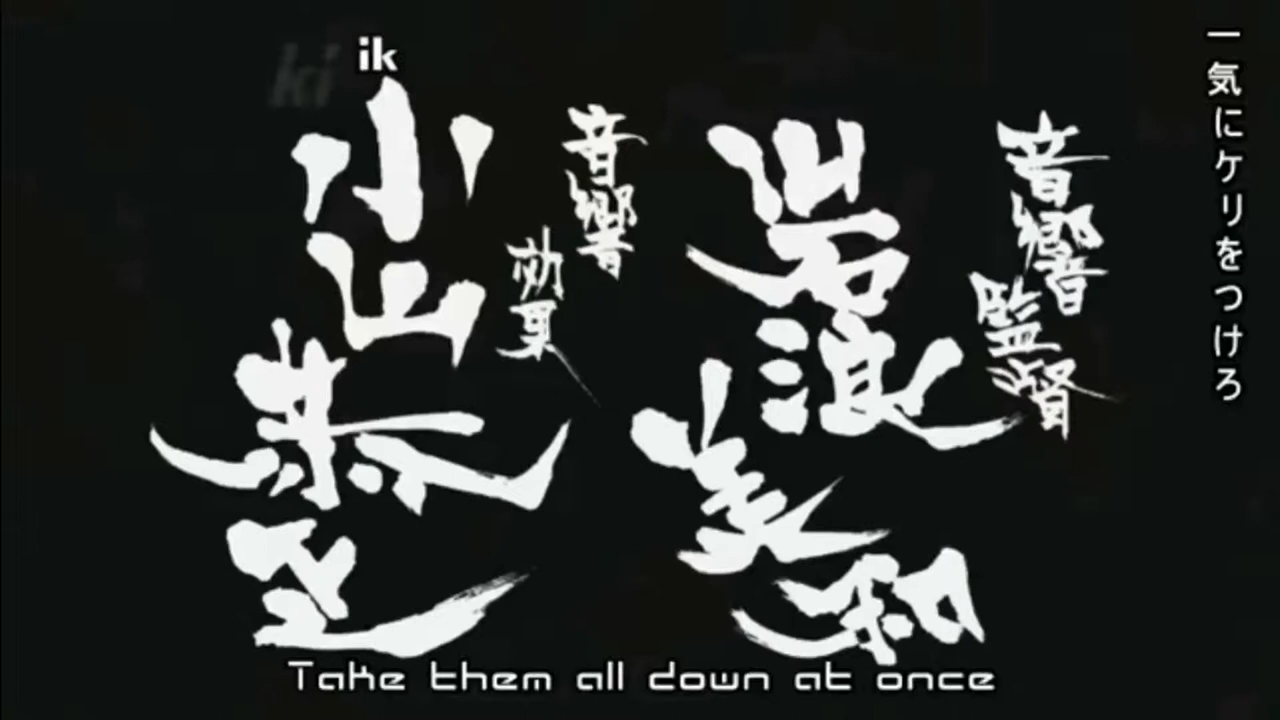 一気にケリをつけろ
音響監督
岩浪美和
音響効果
小山恭正
ki
ik
Take them all down at once